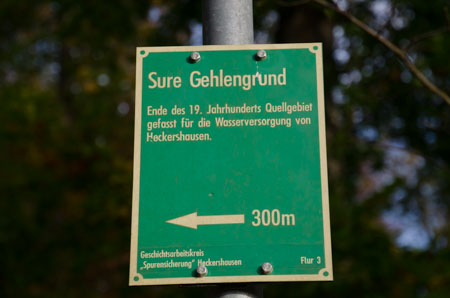 Sure Gehlengrund
Ende des 19. Jahrhunderts Quellgebiet
gefasst für die Wasserversorgung von
Heckershausen.
300m
Geschichtsarbeitskreis
„Spurensicherung" Heckershausen
Flur 3